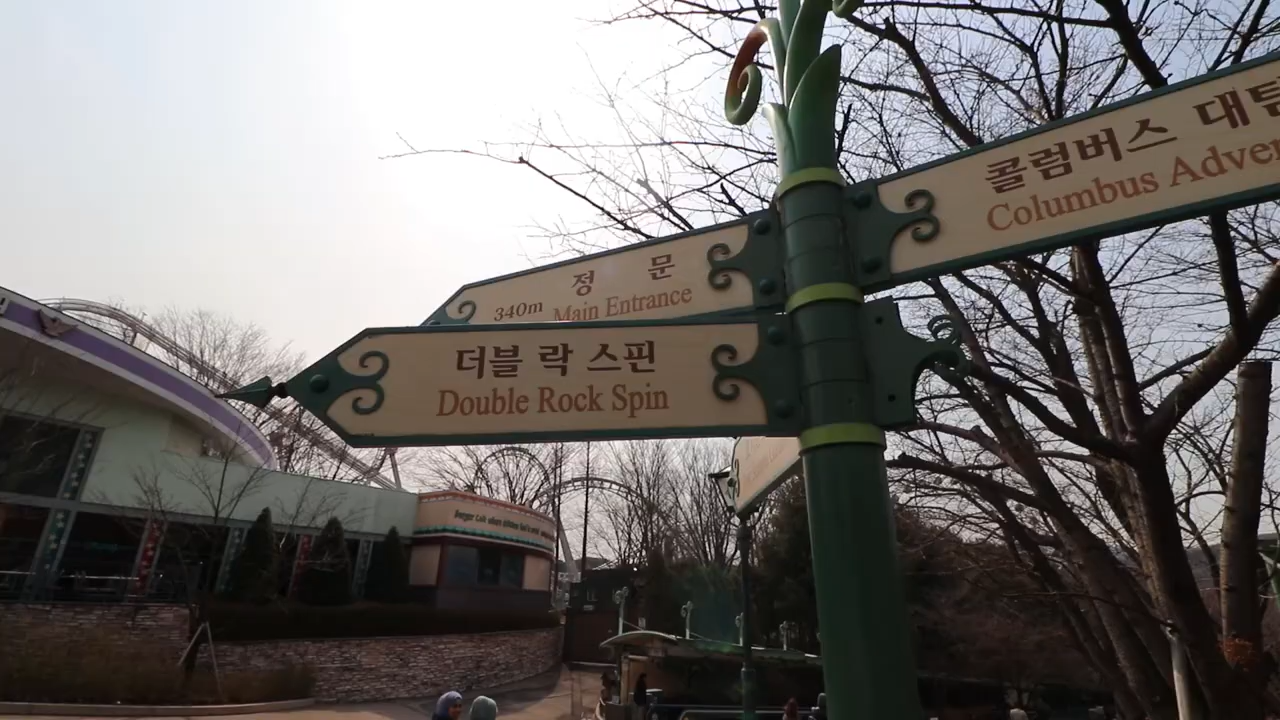 콜럼버스 대탐
Columbus Adven
정 문
340m Main Entrance
더블 락 스핀
Double Rock Spin